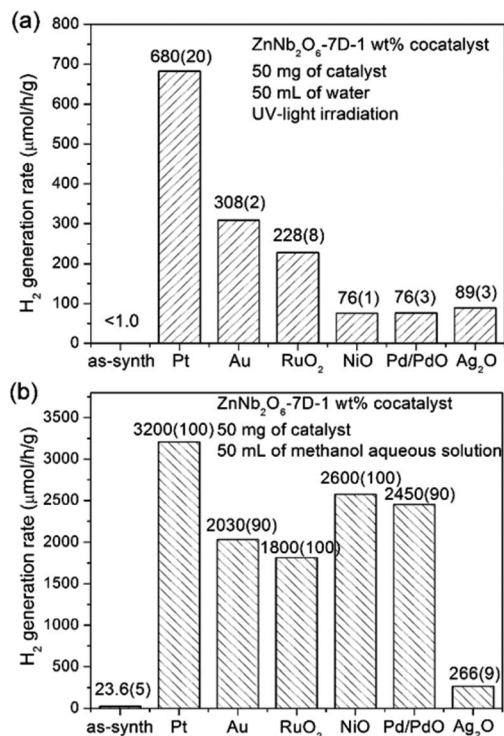 (a)
ZnNb₂O₆-7D-1 wt% cocatalyst
50 mg of catalyst
50 mL of water
UV-light irradiation
H₂ generation rate (μmol/h/g)
800
700
600
500
400
300
200
100
0
<1.0
680(20)
308(2)
228(8)
76(1)
76(3)
89(3)
as-synth Pt Au RuO₂ NiO Pd/PdO Ag₂O
(b)
ZnNb₂O₆-7D-1 wt% cocatalyst
50 mg of catalyst
50 mL of methanol aqueous solution
H₂ generation rate (μmol/h/g)
3500
3000
2500
2000
1500
1000
500
0
23.6(5)
3200(100)
2030(90)
1800(100)
2600(100)
2450(90)
266(9)
as-synth Pt Au RuO₂ NiO Pd/PdO Ag₂O